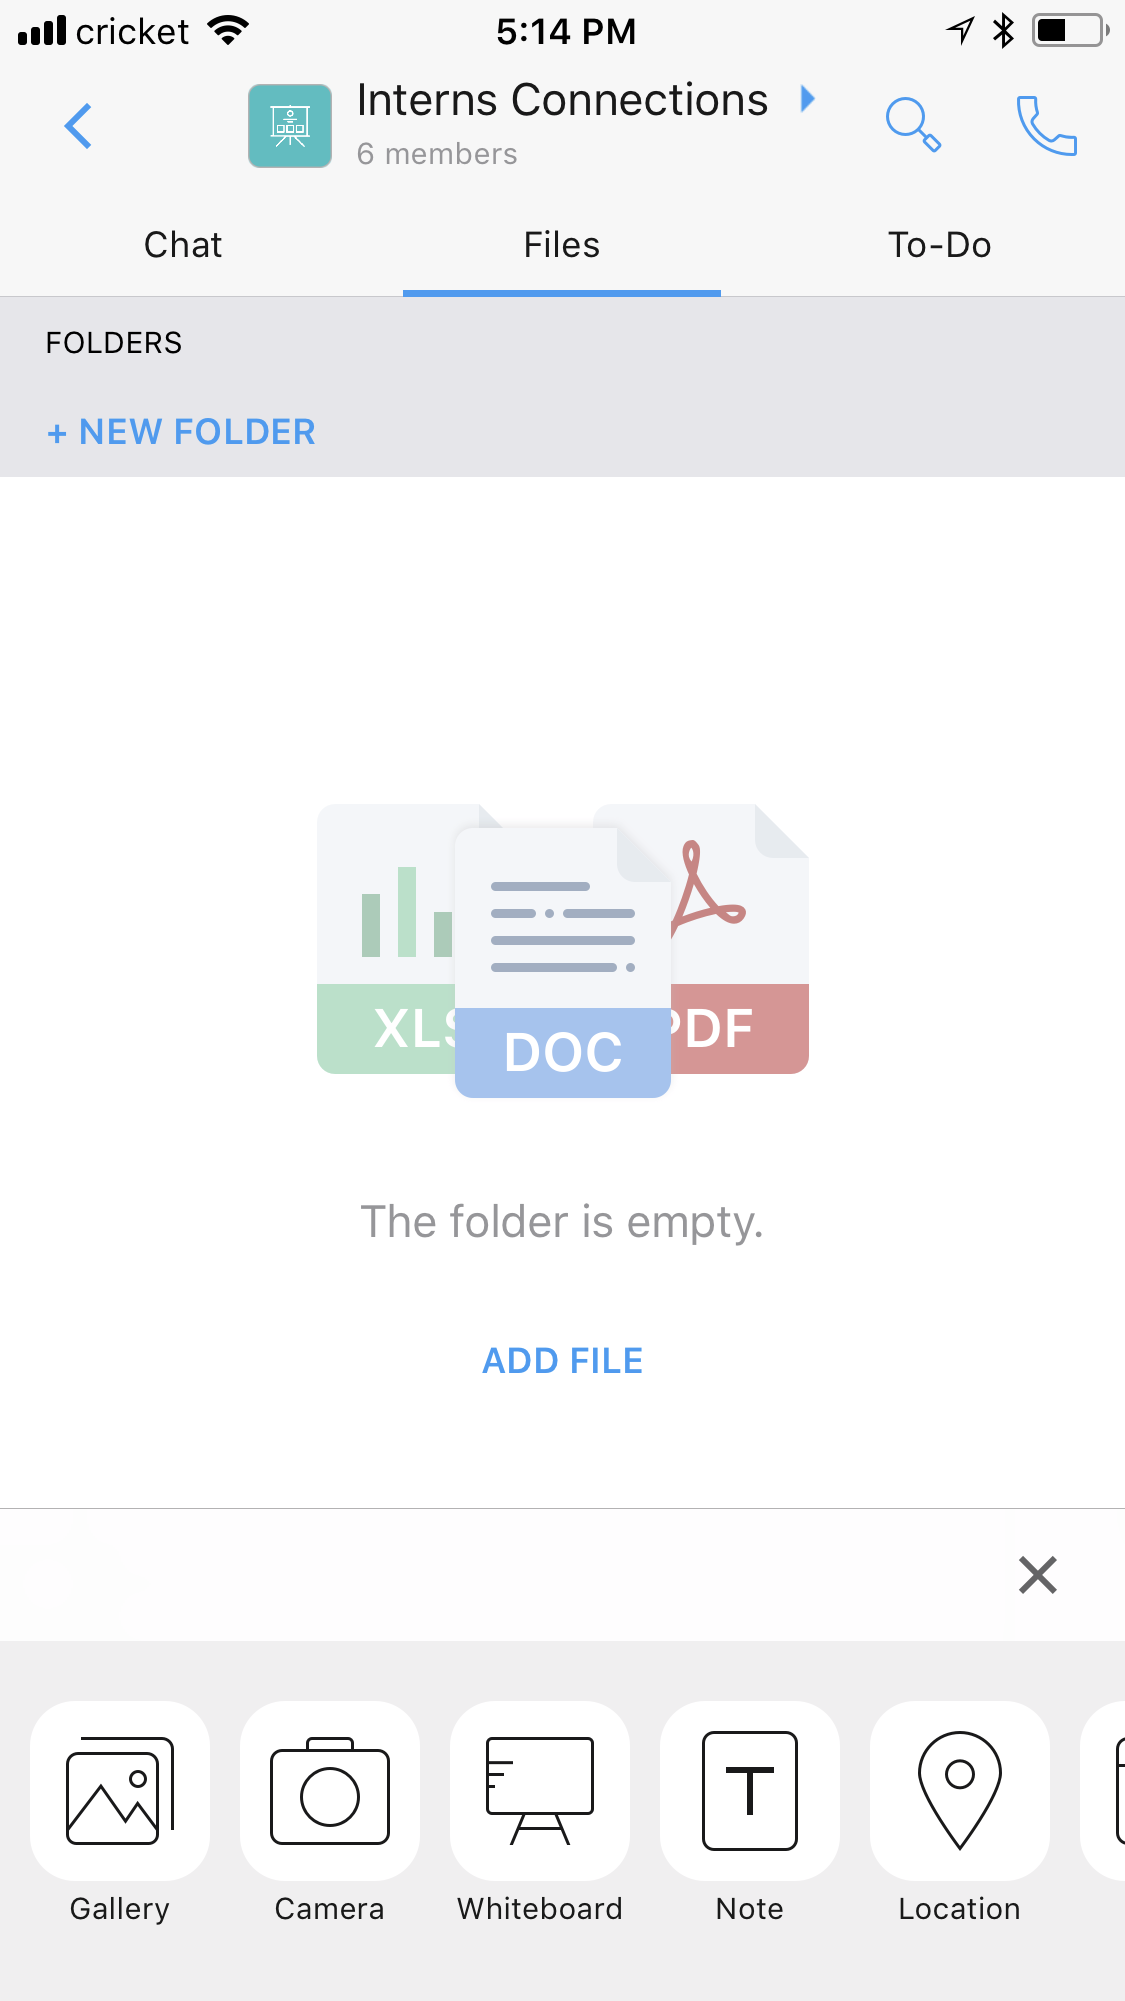 cricket
5:14 PM
Interns Connections
6 members
Chat
Files
To-Do
FOLDERS
+ NEW FOLDER
XLS
DOC
PDF
The folder is empty.
ADD FILE
T
Gallery
Camera
Whiteboard
Note
Location